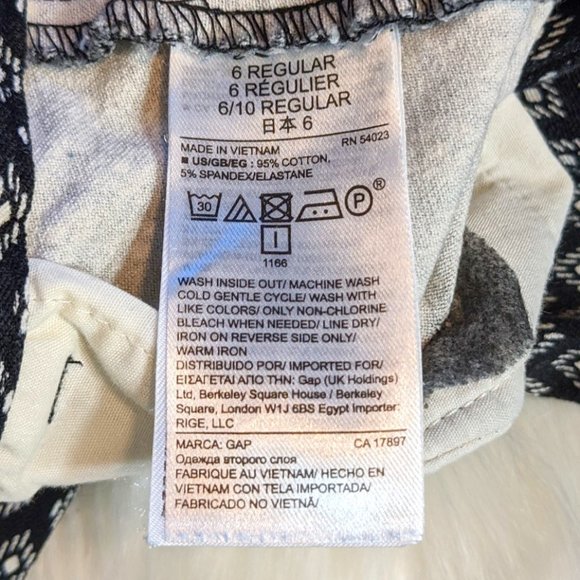 6 REGULAR
6 RÉGULIER
6/10 REGULAR
日本 6
RN 54023
MADE IN VIETNAM
■ US/GB/EG : 95% COTTON,
5% SPANDEX/ELASTANE
30 P ®
I
1166
WASH INSIDE OUT/ MACHINE WASH
COLD GENTLE CYCLE/ WASH WITH
LIKE COLORS/ ONLY NON-CHLORINE
BLEACH WHEN NEEDED/ LINE DRY/
IRON ON REVERSE SIDE ONLY/
WARM IRON
DISTRIBUIDO POR/ IMPORTED FOR/
ΕΙΣΑΓΕΤΑΙ ΑΠΟ ΤΗΝ: Gap (UK Holdings)
Ltd, Berkeley Square House / Berkeley
Square, London W1J 6BS Egypt Importer:
RIGE, LLC
MARCA: GAP CA 17897
Одежда второго слоя
FABRIQUÉ AU VIETNAM/ HECHO EN
VIETNAM CON TELA IMPORTADA/
FABRICADO NO VIETNÃ/